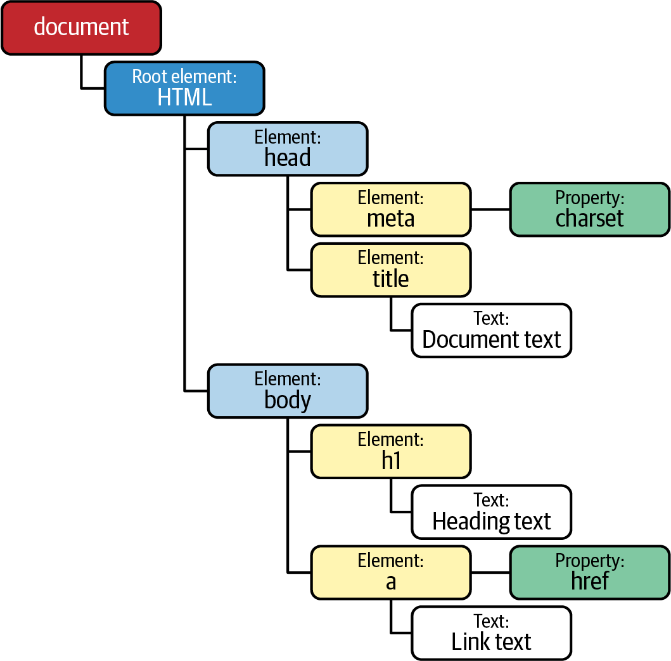 document
Root element:
HTML
Element:
head
Element:
meta
Property:
charset
Element:
title
Text:
Document text
Element:
body
Element:
h1
Text:
Heading text
Element:
a
Property:
href
Text:
Link text